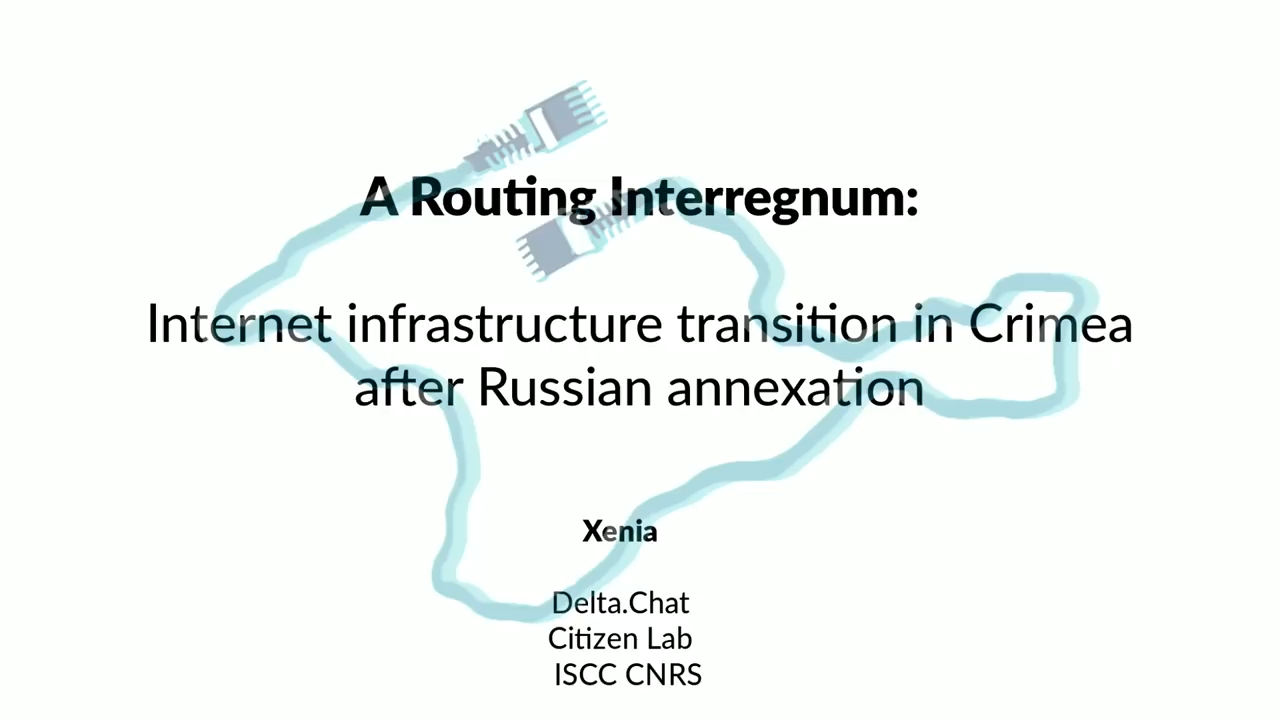 A Routing Interregnum:
Internet infrastructure transition in Crimea
after Russian annexation
Xenia
Delta.Chat
Citizen Lab
ISCC CNRS